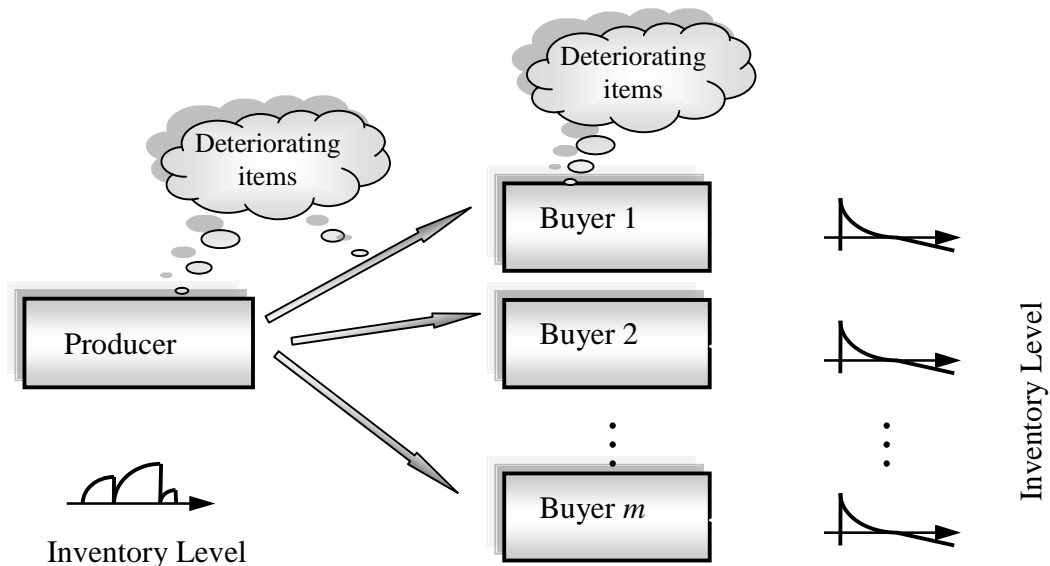 Deteriorating
items
Deteriorating
items
Buyer 1
Producer
Buyer 2
Buyer m
Inventory Level
Inventory Level